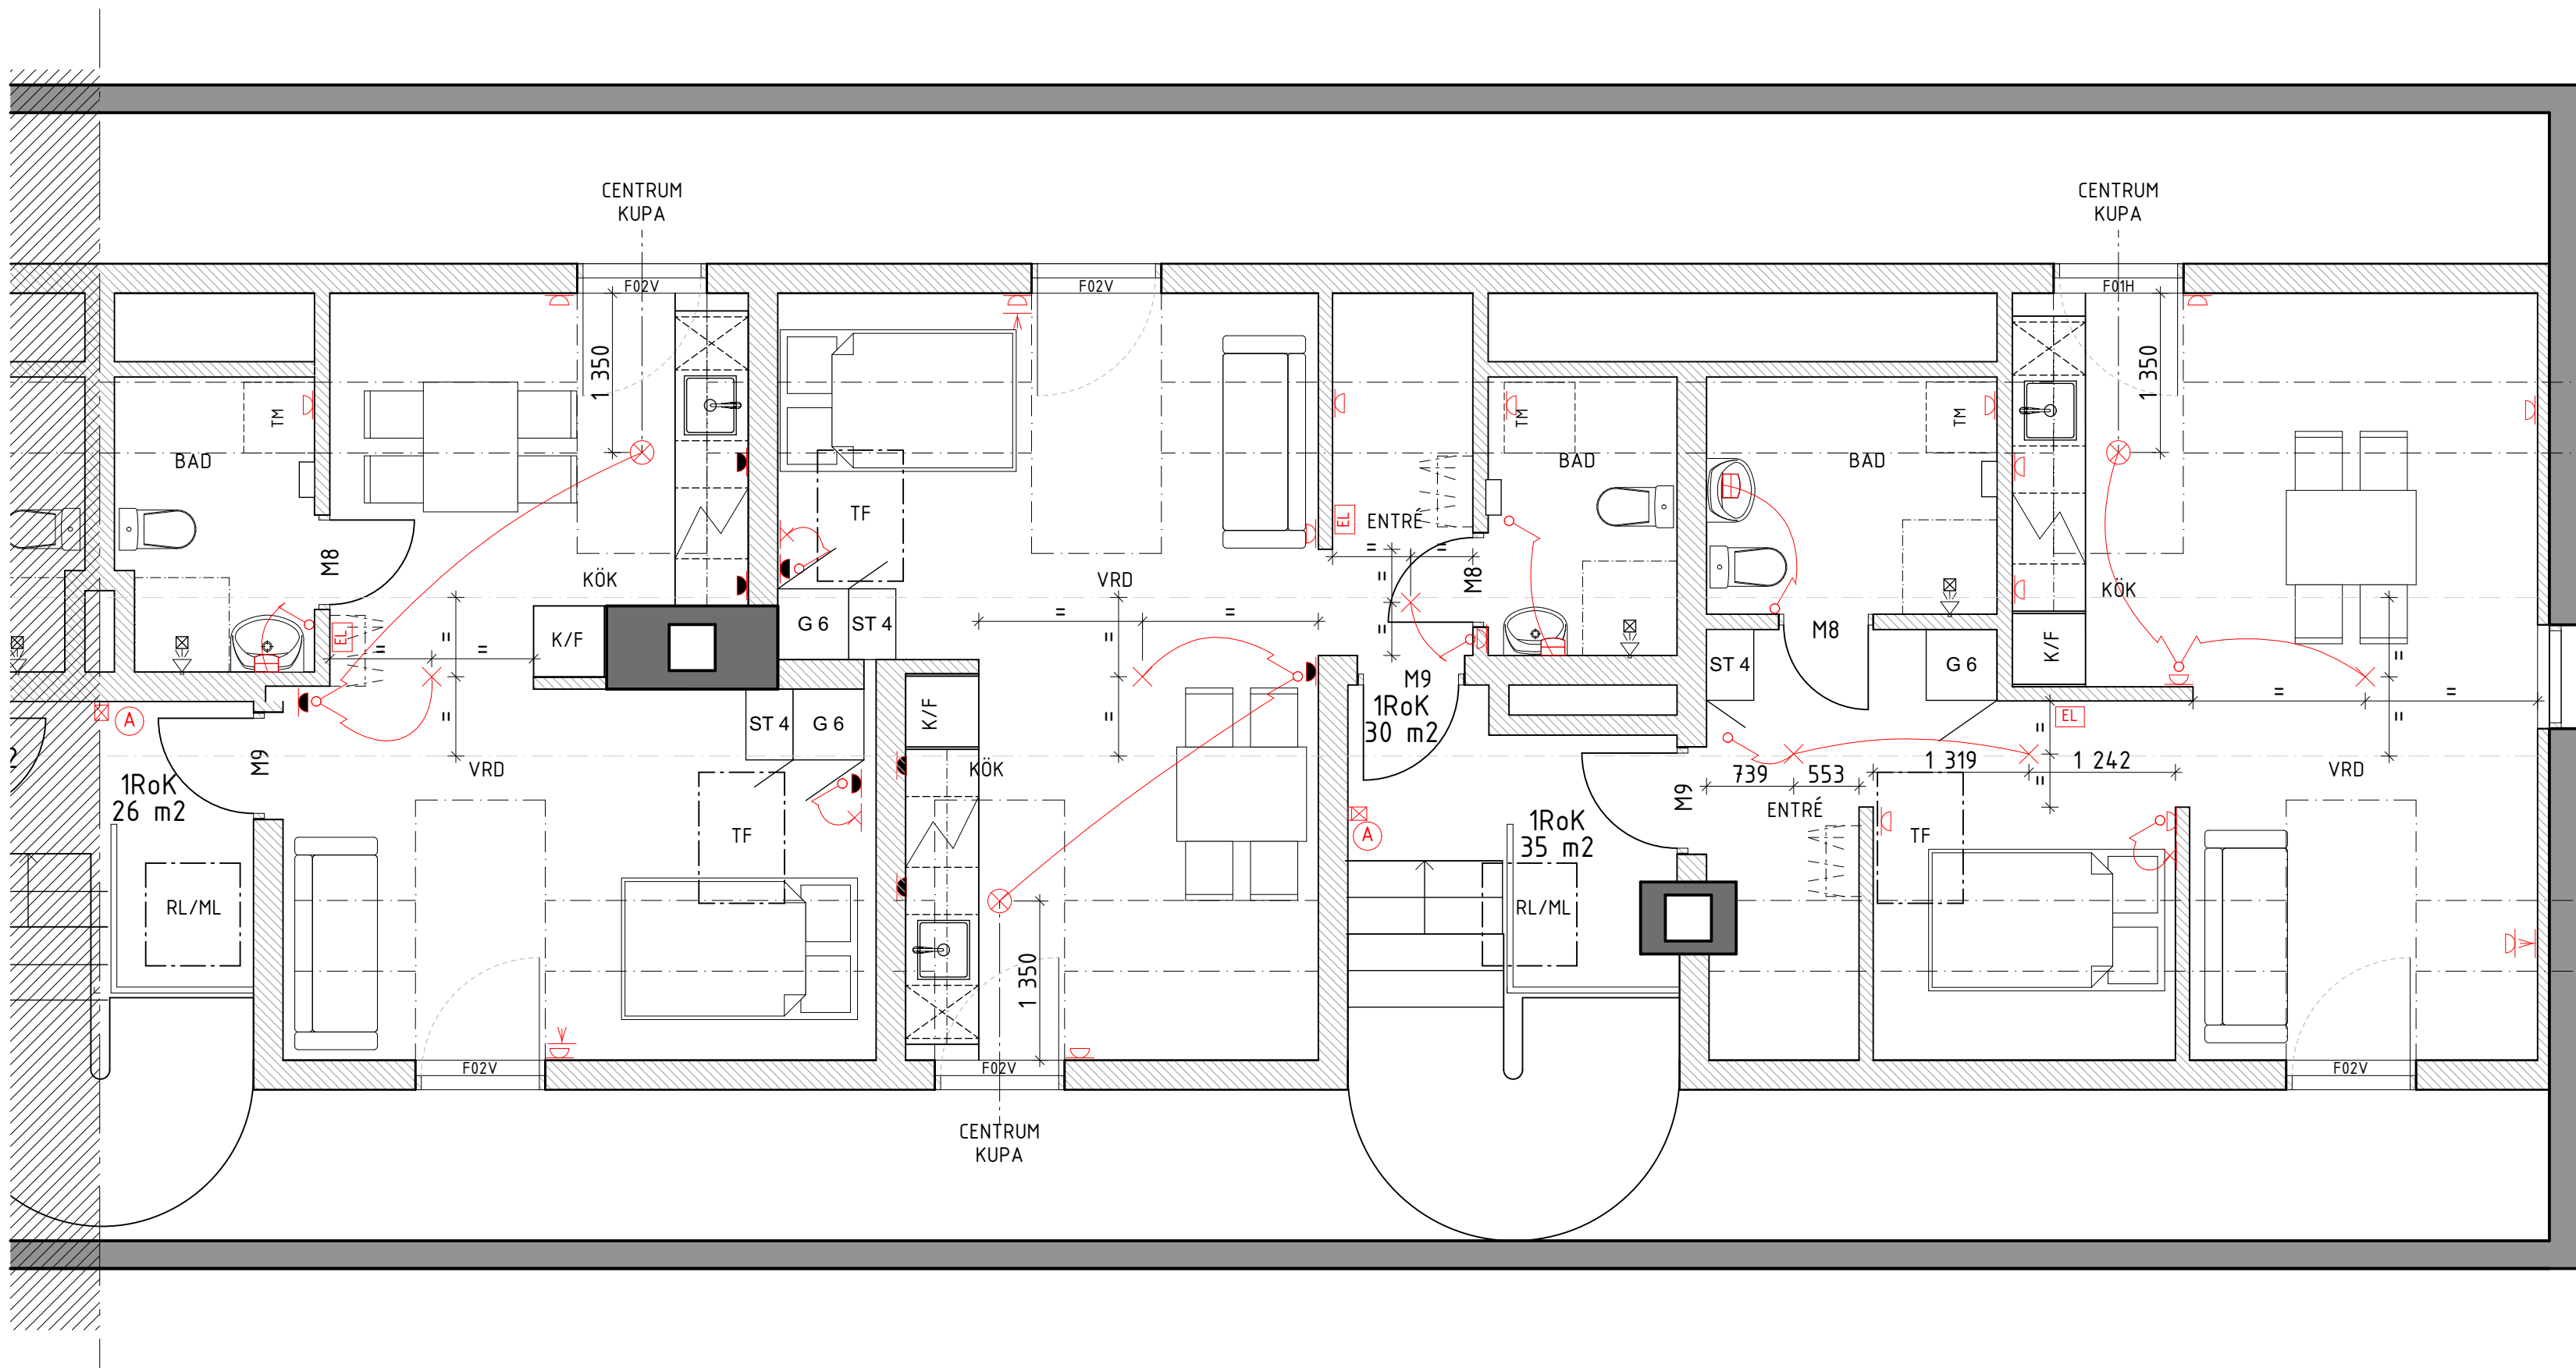 CENTRUM
KUPA
CENTRUM
KUPA
F02V
F02V
F01H
1 350
1 350
TM
TM
TM
BAD
BAD
BAD
TF
EL
ENTRÉ
M8
KÖK
VRD
M8
KÖK
G 6
ST 4
K/F
EL
M8
ST 4
G 6
K/F
M9
1RoK
30 m2
K/F
A
ST 4
G 6
EL
M9
VRD
KÖK
1RoK
26 m2
739
553
1 319
1 242
VRD
M9
ENTRÉ
TF
A
1RoK
35 m2
TF
RL/ML
RL/ML
1 350
F02V
F02V
F02V
CENTRUM
KUPA